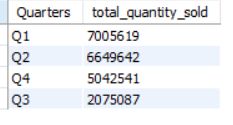 Quarters total_quantity_sold
Q1 7005619
Q2 6649642
Q4 5042541
Q3 2075087